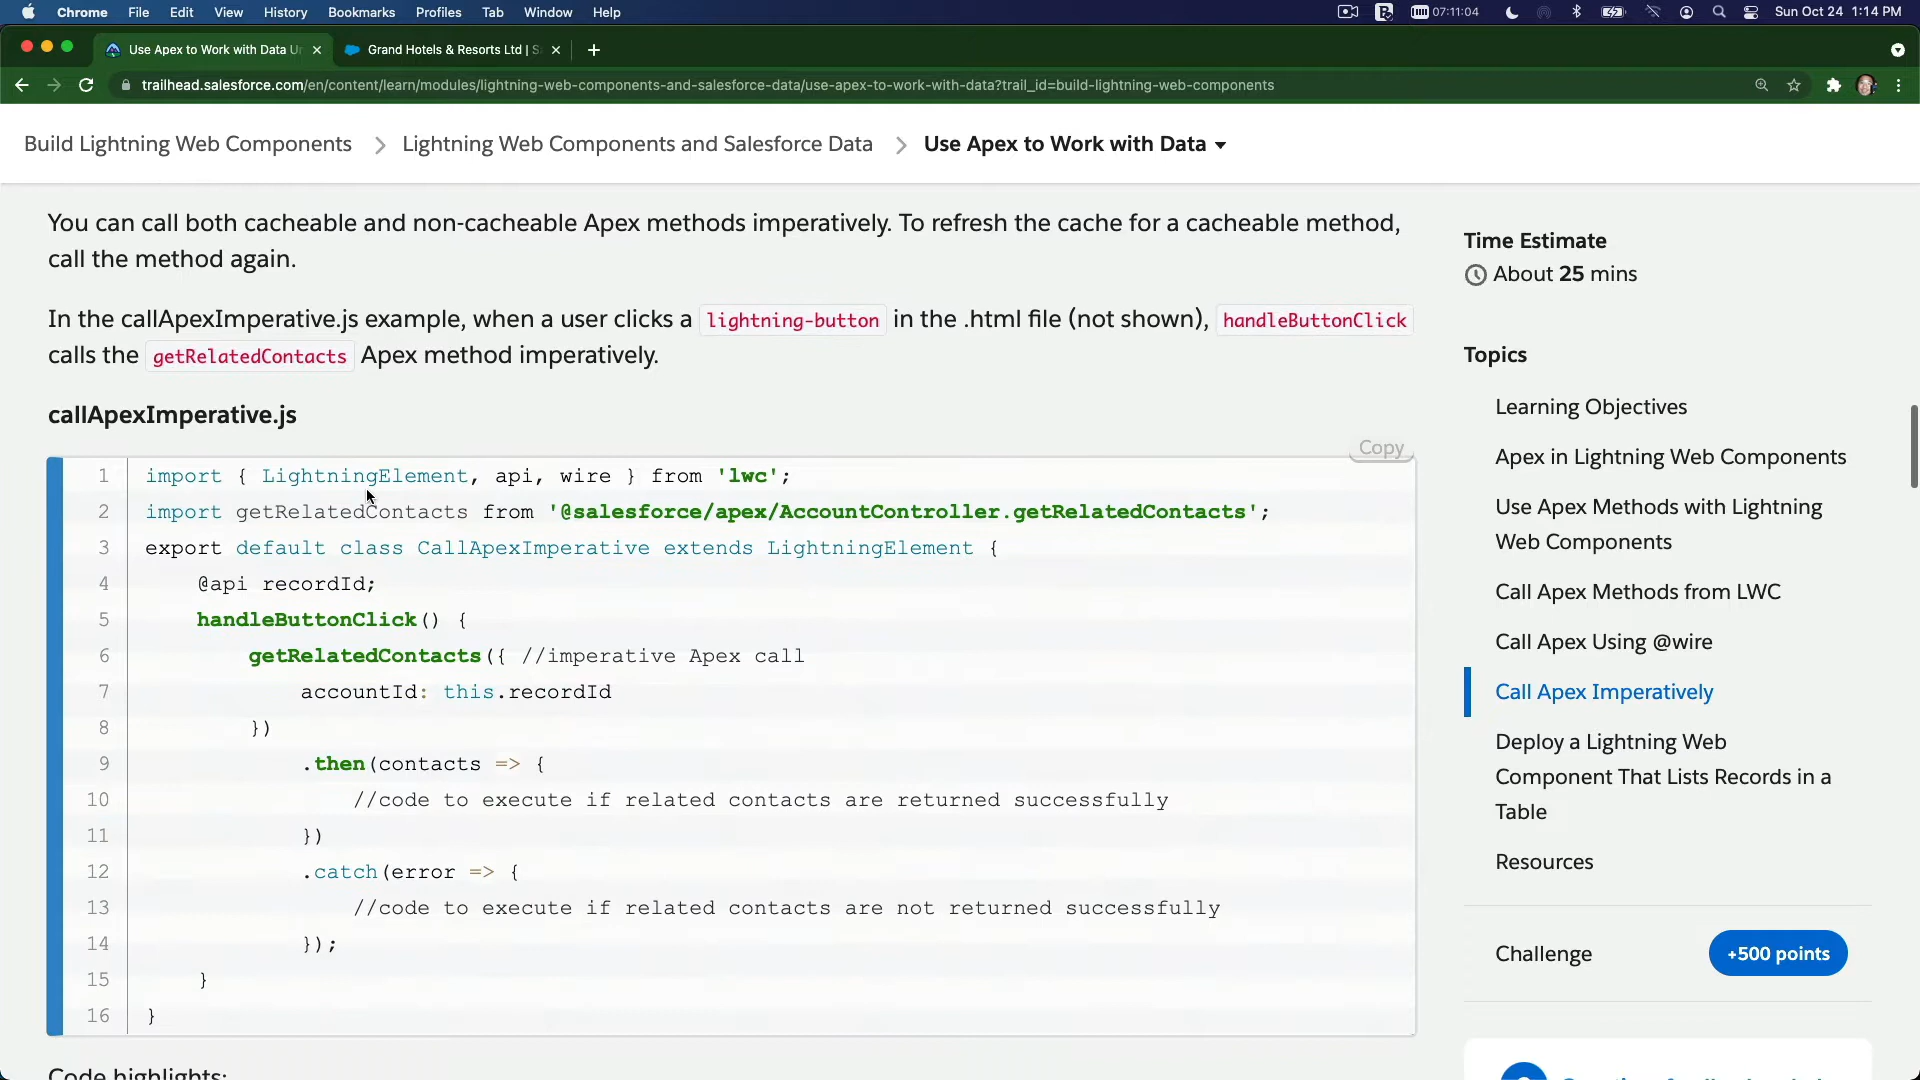 Chrome File Edit View History Bookmarks Profiles Tab Window Help 07:11:04 Sun Oct 24 1:14 PM
Use Apex to Work with Data Un Grand Hotels & Resorts Ltd | S
trailhead.salesforce.com/en/content/learn/modules/lightning-web-components-and-salesforce-data/use-apex-to-work-with-data?trail_id=build-lightning-web-components
Build Lightning Web Components > Lightning Web Components and Salesforce Data > Use Apex to Work with Data
You can call both cacheable and non-cacheable Apex methods imperatively. To refresh the cache for a cacheable method,
call the method again.
In the callApexImperative.js example, when a user clicks a lightning-button in the .html file (not shown), handleButtonClick
calls the getRelatedContacts Apex method imperatively.
callApexImperative.js
Copy
1 import { LightningElement, api, wire } from 'lwc';
2 import getRelatedContacts from '@salesforce/apex/AccountController.getRelatedContacts';
3 export default class CallApexImperative extends LightningElement {
4 @api recordId;
5 handleButtonClick() {
6 getRelatedContacts({ //imperative Apex call
7 accountId: this.recordId
8 })
9 .then(contacts => {
10 //code to execute if related contacts are returned successfully
11 })
12 .catch(error => {
13 //code to execute if related contacts are not returned successfully
14 });
15 }
16 }
Code highlights:
Time Estimate
About 25 mins
Topics
Learning Objectives
Apex in Lightning Web Components
Use Apex Methods with Lightning
Web Components
Call Apex Methods from LWC
Call Apex Using @wire
Call Apex Imperatively
Deploy a Lightning Web
Component That Lists Records in a
Table
Resources
Challenge +500 points